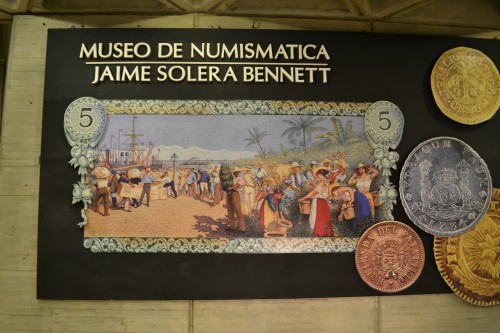 MUSEO DE NUMISMATICA
JAIME SOLERA BENNETT
5
5